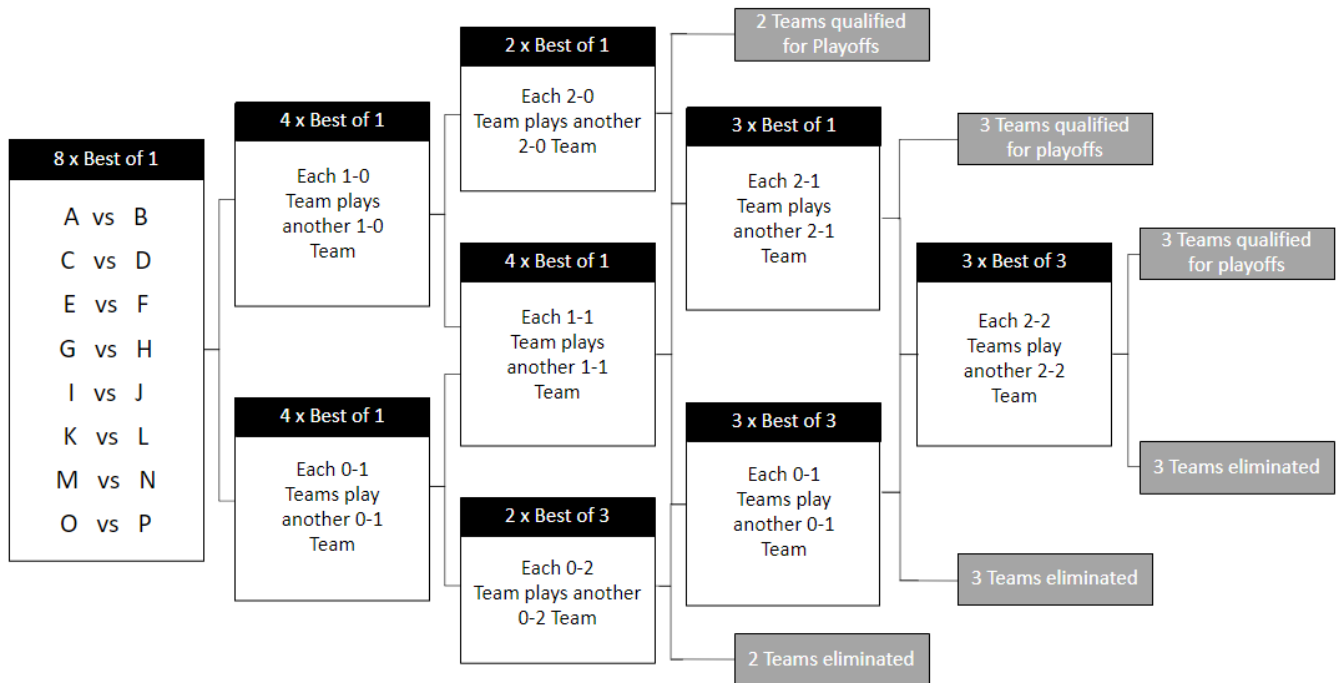 8 x Best of 1
A vs B
C vs D
E vs F
G vs H
I vs J
K vs L
M vs N
O vs P
4 x Best of 1
Each 1-0
Team plays
another 1-0
Team
4 x Best of 1
Each 0-1
Teams play
another 0-1
Team
2 x Best of 1
Each 2-0
Team plays another
2-0 Team
4 x Best of 1
Each 1-1
Team plays
another 1-1
Team
2 x Best of 3
Each 0-2
Team plays another
0-2 Team
2 Teams qualified
for Playoffs
3 x Best of 1
Each 2-1
Team plays
another 2-1
Team
3 x Best of 3
Each 0-1
Teams play
another 0-1
Team
2 Teams eliminated
3 Teams qualified
for playoffs
3 x Best of 3
Each 2-2
Teams play
another 2-2
Team
3 Teams eliminated
3 Teams qualified
for playoffs
3 Teams eliminated